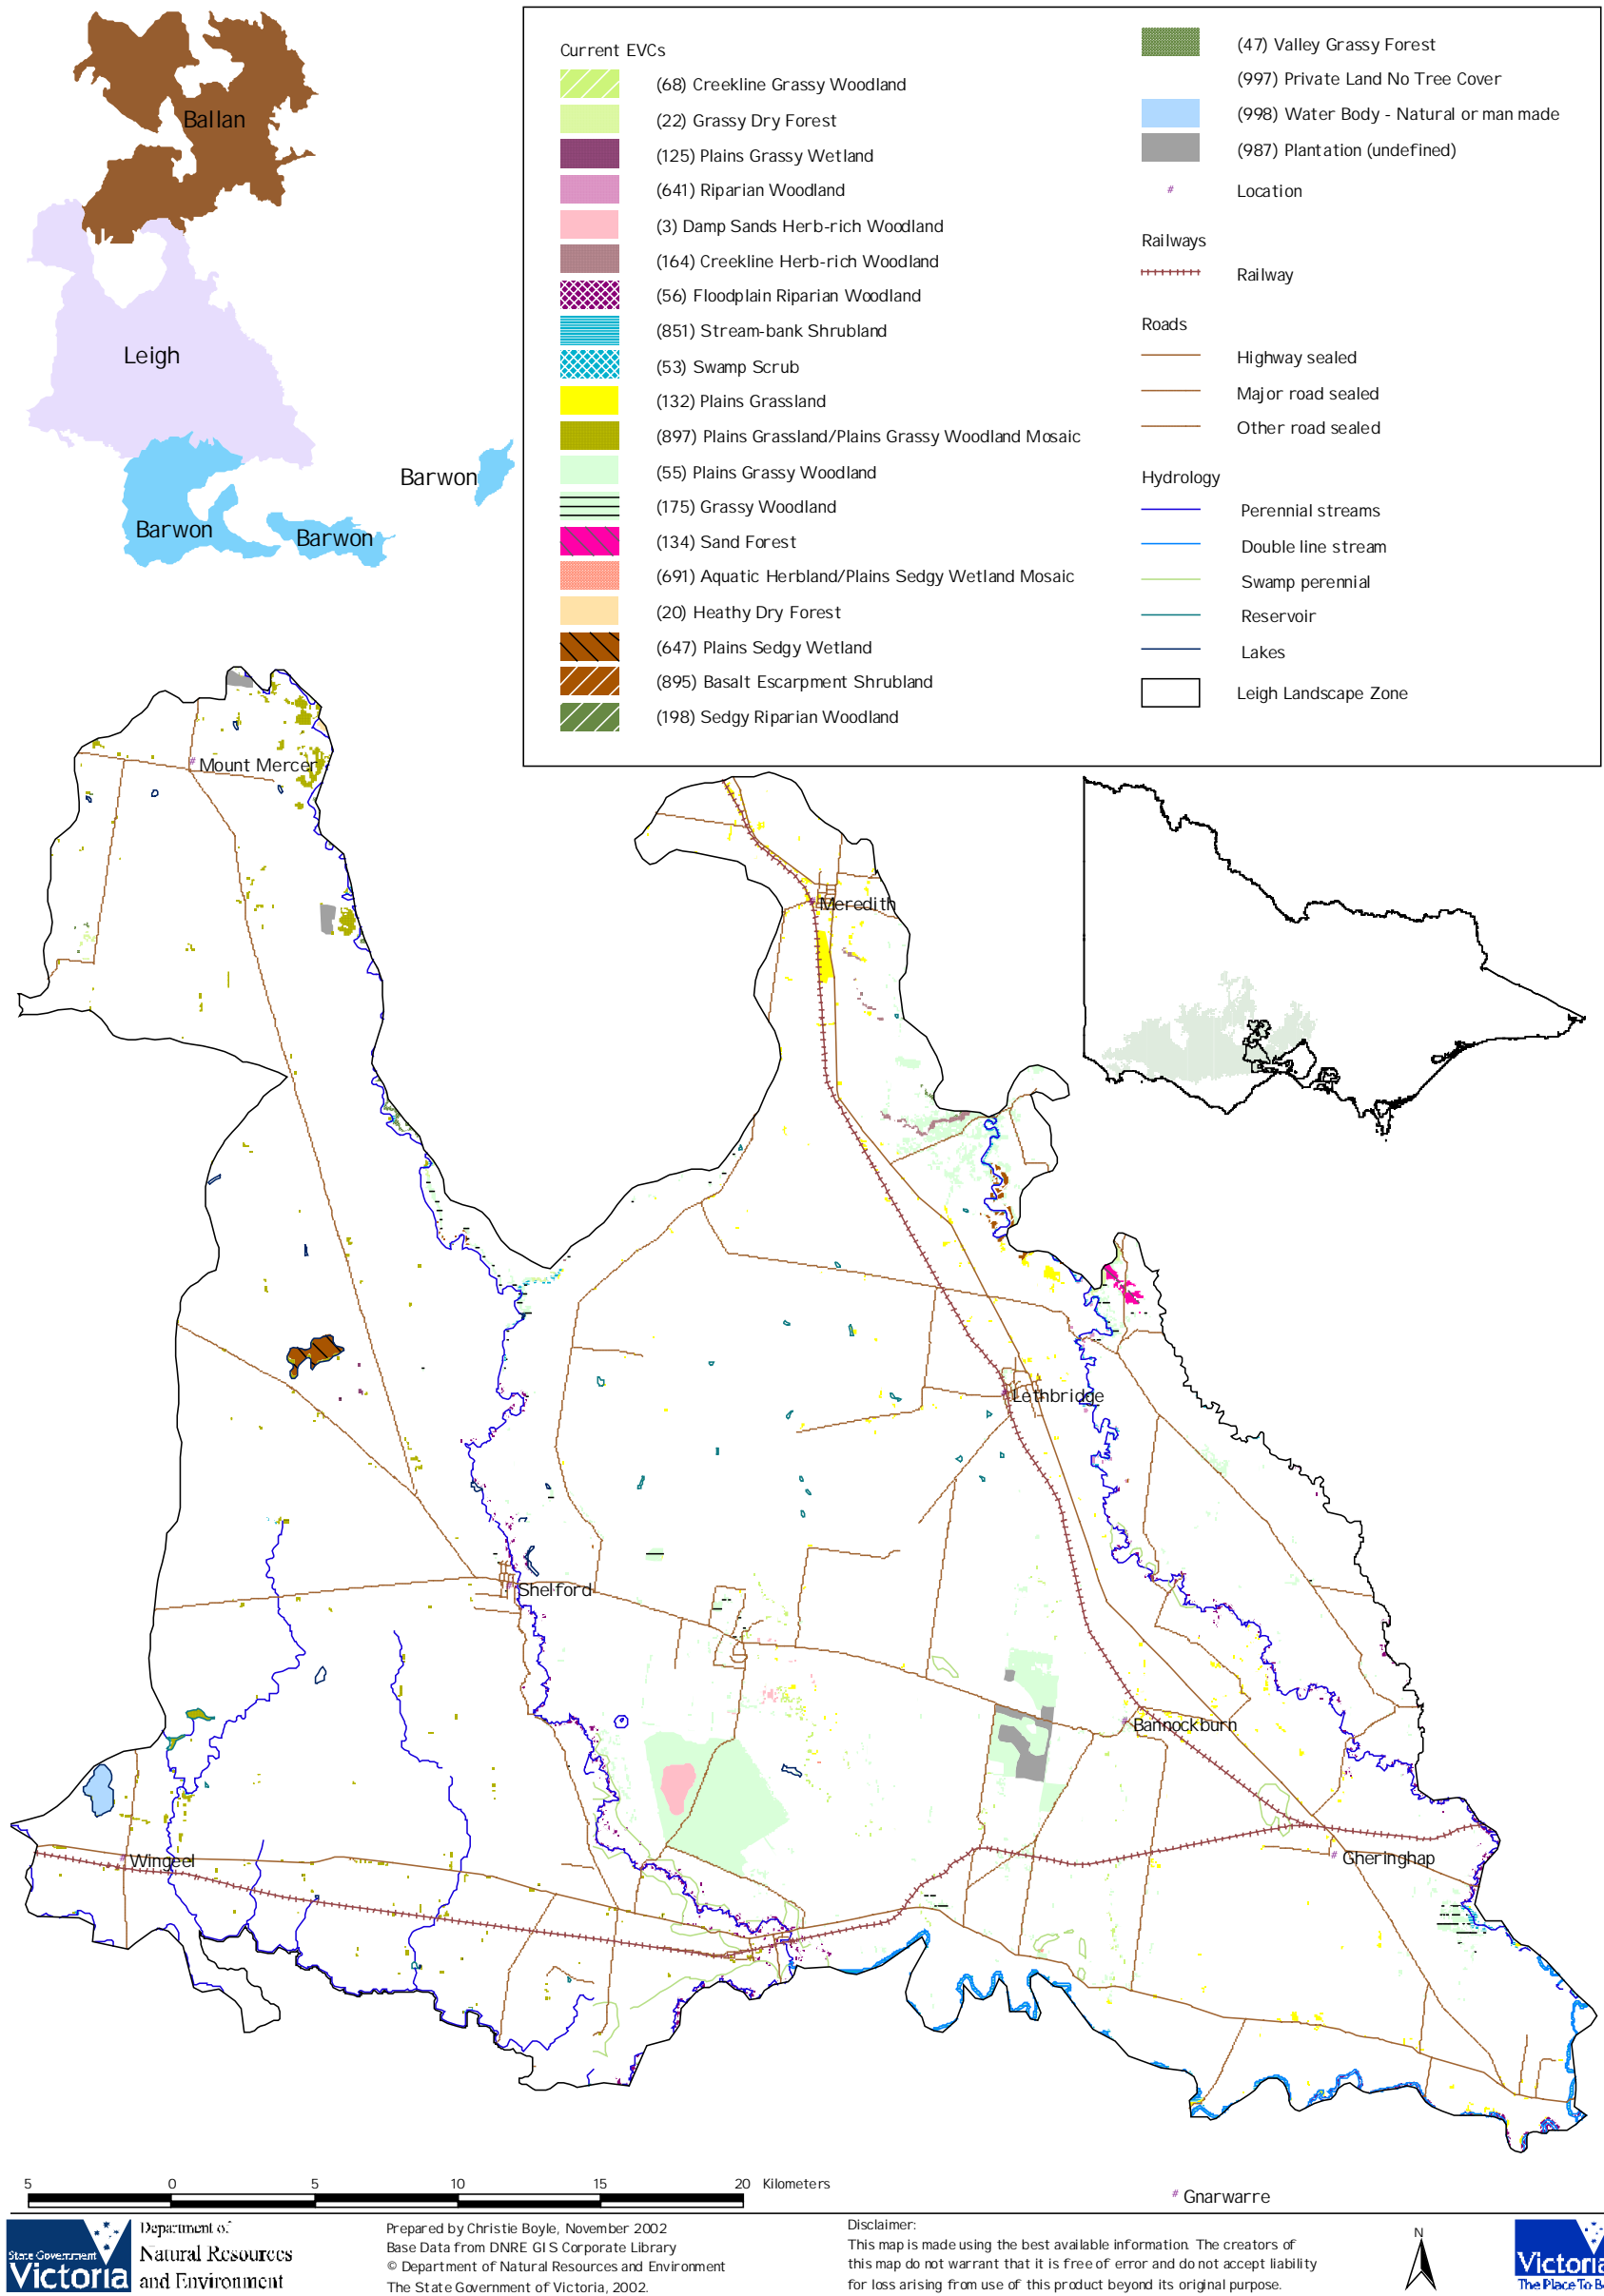 Ballan
Leigh
Barwon
Barwon
Barwon
Current EVCs
(68) Creekline Grassy Woodland
(22) Grassy Dry Forest
(125) Plains Grassy Wetland
(641) Riparian Woodland
(3) Damp Sands Herb-rich Woodland
(164) Creekline Herb-rich Woodland
(56) Floodplain Riparian Woodland
(851) Stream-bank Shrubland
(53) Swamp Scrub
(132) Plains Grassland
(897) Plains Grassland/Plains Grassy Woodland Mosaic
(55) Plains Grassy Woodland
(175) Grassy Woodland
(134) Sand Forest
(691) Aquatic Herbland/Plains Sedgy Wetland Mosaic
(20) Heathy Dry Forest
(647) Plains Sedgy Wetland
(895) Basalt Escarpment Shrubland
(198) Sedgy Riparian Woodland
(47) Valley Grassy Forest
(997) Private Land No Tree Cover
(998) Water Body - Natural or man made
(987) Plantation (undefined)
# Location
Railways
Railway
Roads
Highway sealed
Major road sealed
Other road sealed
Hydrology
Perennial streams
Double line stream
Swamp perennial
Reservoir
Lakes
Leigh Landscape Zone
# Mount Mercer
# Meredith
# Lethbridge
# Shelford
# Bannockburn
# Wingeel
# Gheringhap
# Gnarwarre
5 0 5 10 15 20 Kilometers
State Government
Victoria
Department of
Natural Resources
and Environment
Prepared by Christie Boyle, November 2002
Base Data from DNRE GIS Corporate Library
© Department of Natural Resources and Environment
The State Government of Victoria, 2002.
Disclaimer:
This map is made using the best available information. The creators of
this map do not warrant that it is free of error and do not accept liability
for loss arising from use of this product beyond its original purpose.
N
Victoria
The Place To B